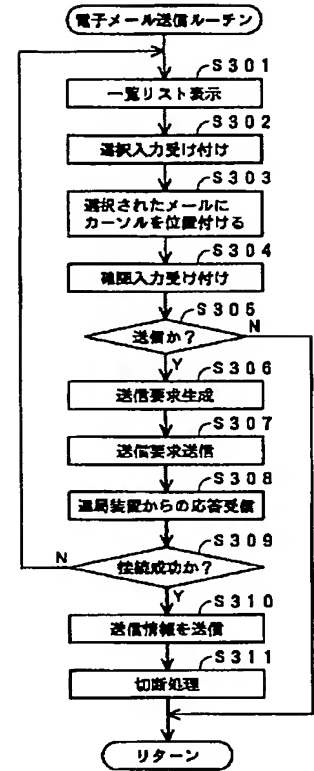 電子メール送信ルーチン
S301
一覧リスト表示
S302
選択入力受け付け
S303
選択されたメールに
カーソルを位置付ける
S304
確認入力受け付け
S305
送信か?
N
Y
S306
送信要求生成
S307
送信要求送信
S308
装置からの応答受信
S309
接続成功か?
N
Y
S310
送信情報を送信
S311
切断処理
リターン